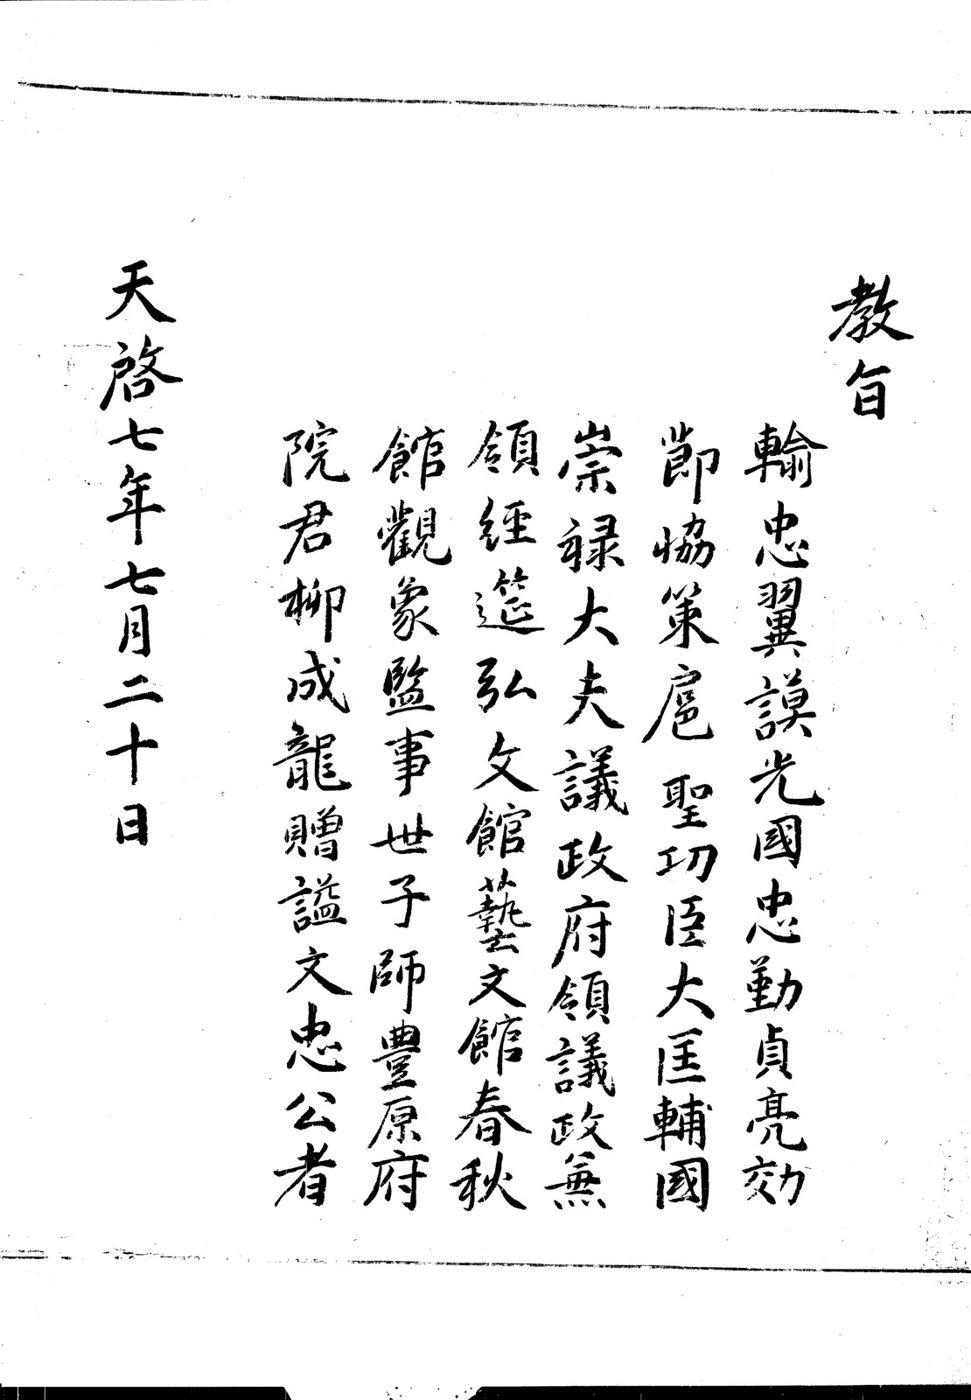 教旨
輸忠翼謨光國忠勤貞亮効
節協策扈 聖功臣大匡輔國
崇禄大夫議政府領議政兼
領經筵弘文館藝文館春秋
館觀象監事世子師豊原府
院君柳成龍贈諡文忠公者
天啓七年七月二十日